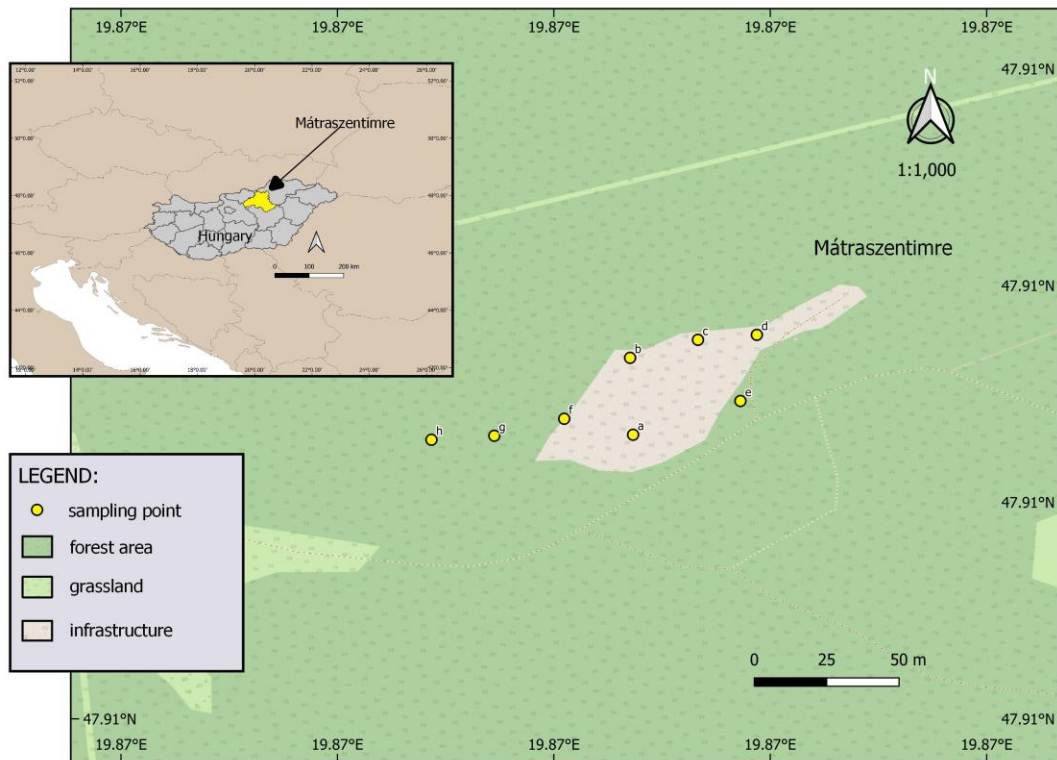 19.87°E 19.87°E 19.87°E 19.87°E 19.87°E
47.91°N
N
1:1,000
Mátraszentimre
47.91°N
d
c
b
e
f
a
g
h
47.91°N
0 25 50 m
47.91°N 47.91°N
19.87°E 19.87°E 19.87°E 19.87°E 19.87°E
Mátraszentimre
Hungary
0 100 200 km
LEGEND:
sampling point
forest area
grassland
infrastructure